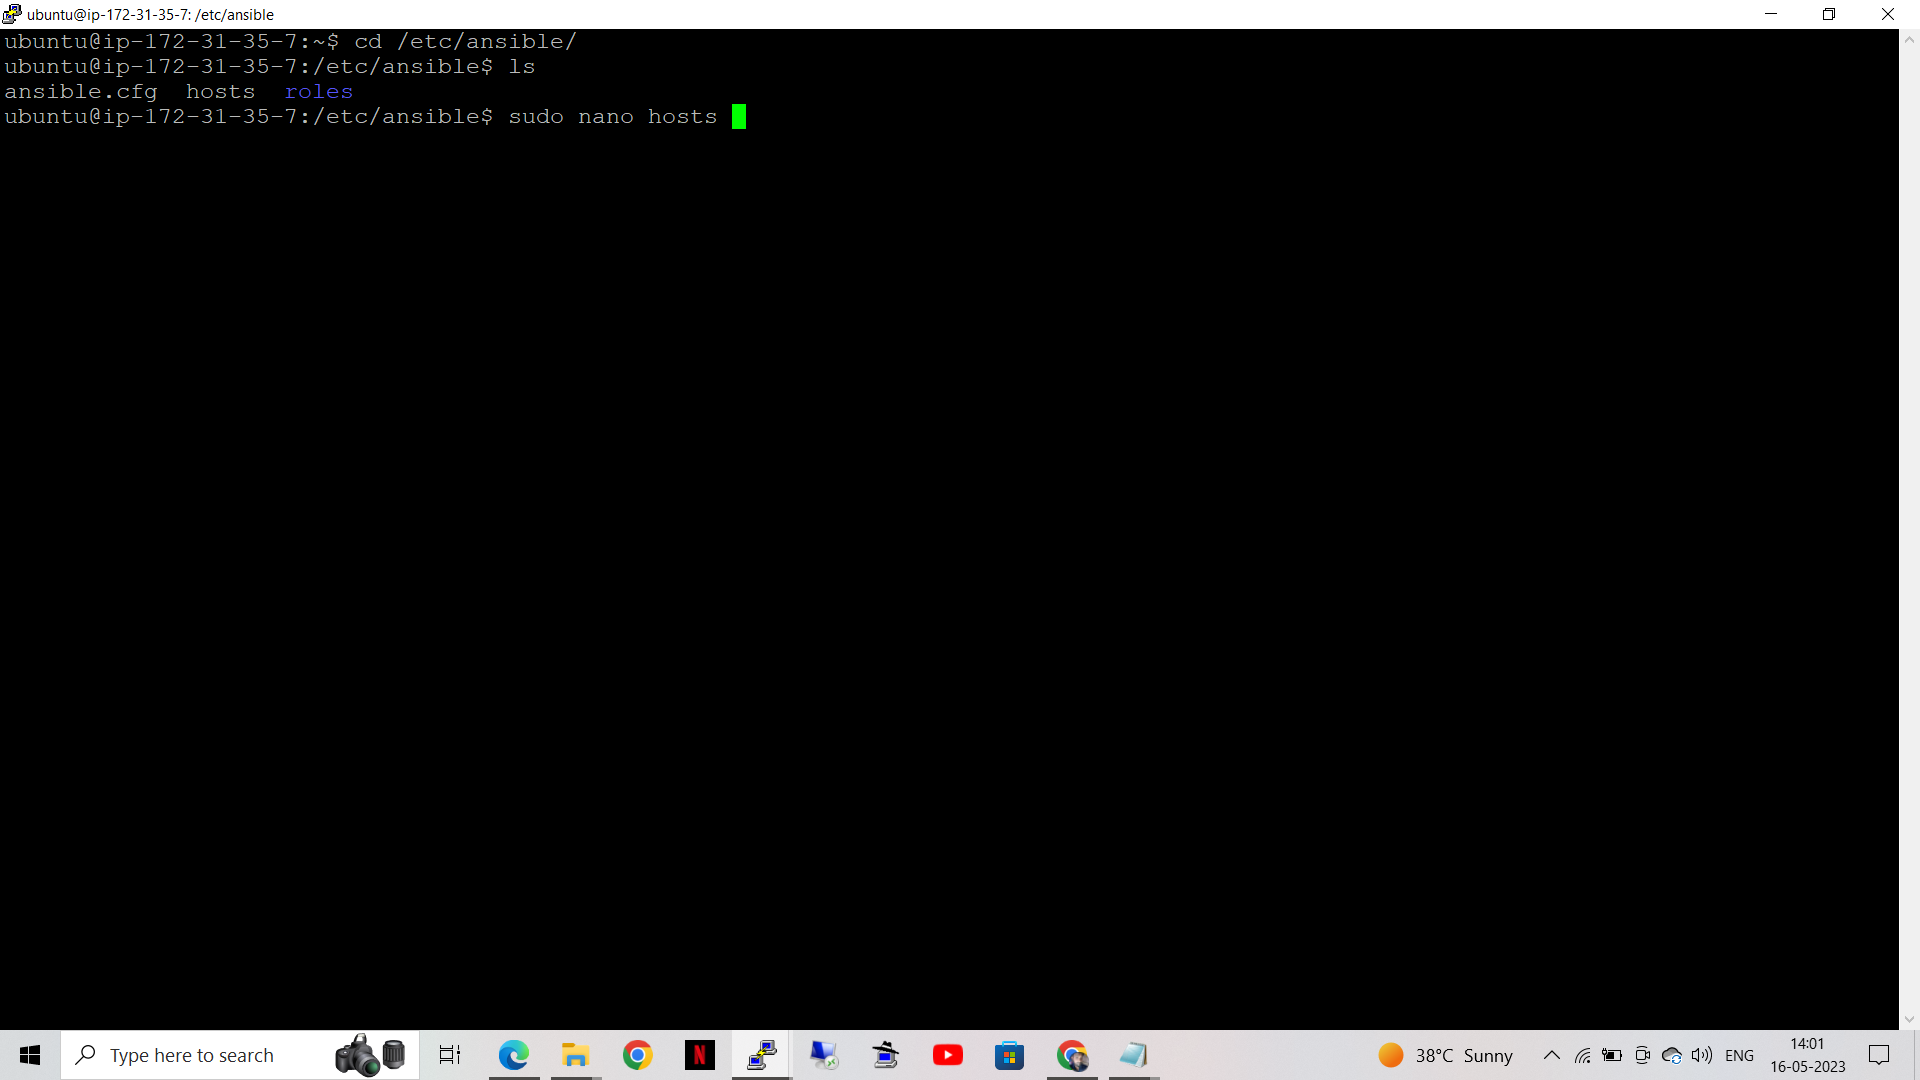 ubuntu@ip-172-31-35-7: /etc/ansible
ubuntu@ip-172-31-35-7:~$ cd /etc/ansible/
ubuntu@ip-172-31-35-7:/etc/ansible$ ls
ansible.cfg  hosts  roles
ubuntu@ip-172-31-35-7:/etc/ansible$ sudo nano hosts
Type here to search
N
38°C Sunny
ENG
14:01
16-05-2023